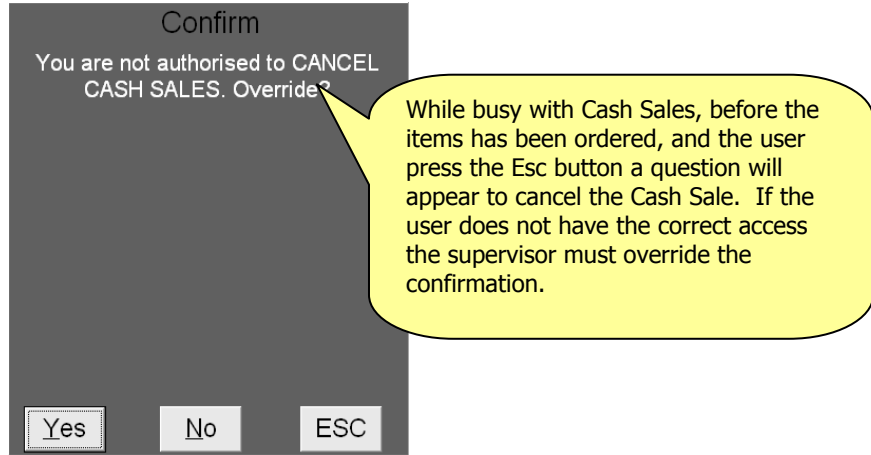 Confirm
You are not authorised to CANCEL
CASH SALES. Override?
While busy with Cash Sales, before the
items has been ordered, and the user
press the Esc button a question will
appear to cancel the Cash Sale. If the
user does not have the correct access
the supervisor must override the
confirmation.
Yes No ESC